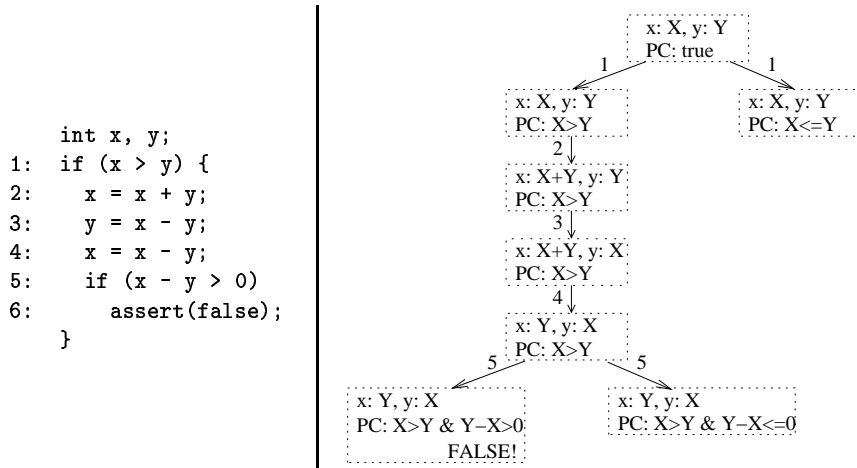 int x, y;
1: if (x > y) {
2: x = x + y;
3: y = x - y;
4: x = x - y;
5: if (x - y > 0)
6: assert(false);
}
x: X, y: Y
PC: true
1
1
x: X, y: Y
PC: X>Y
x: X, y: Y
PC: X<=Y
2
x: X+Y, y: Y
PC: X>Y
3
x: X+Y, y: X
PC: X>Y
4
x: Y, y: X
PC: X>Y
5
5
x: Y, y: X
PC: X>Y & Y−X>0
FALSE!
x: Y, y: X
PC: X>Y & Y−X<=0